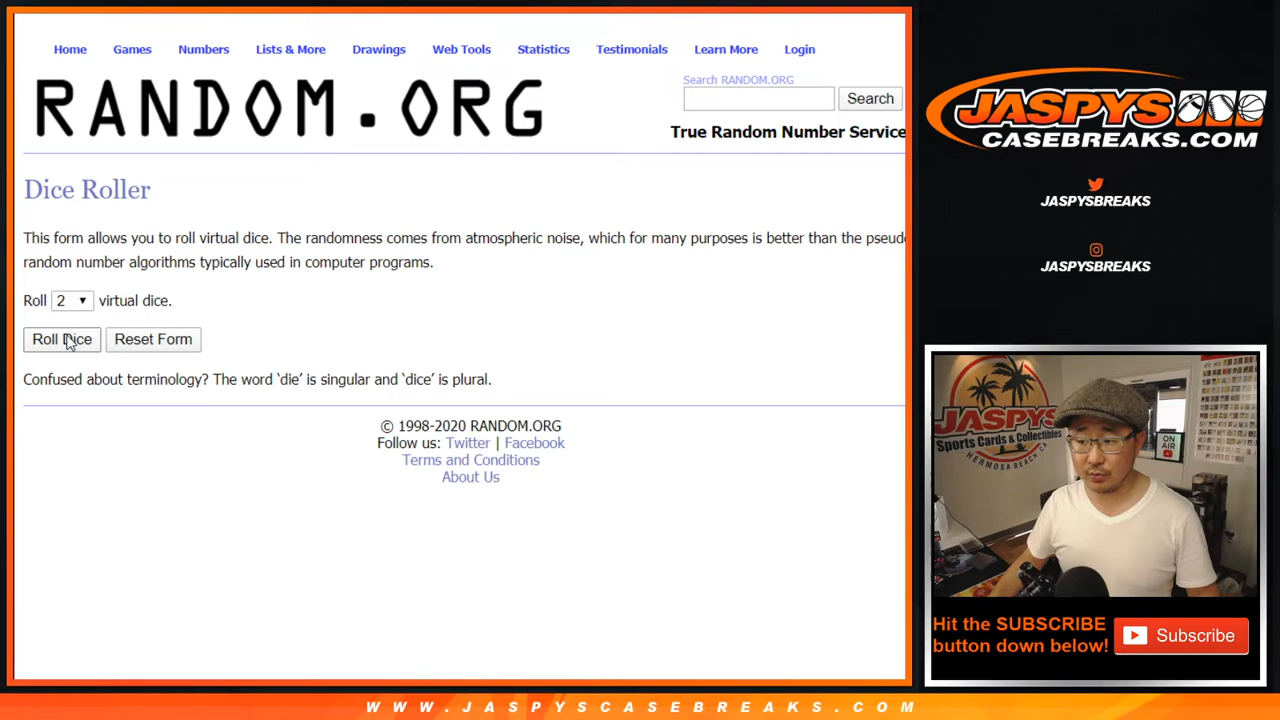 Home Games Numbers Lists & More Drawings Web Tools Statistics Testimonials Learn More Login
RANDOM.ORG
Search RANDOM.ORG
Search
True Random Number Service
Dice Roller
This form allows you to roll virtual dice. The randomness comes from atmospheric noise, which for many purposes is better than the pseudo
random number algorithms typically used in computer programs.
Roll 2 virtual dice.
Roll Dice Reset Form
Confused about terminology? The word ‘die’ is singular and ‘dice’ is plural.
© 1998-2020 RANDOM.ORG
Follow us: Twitter | Facebook
Terms and Conditions
About Us
JASPYS
CASEBREAKS.COM
JASPYSBREAKS
JASPYSBREAKS
JASPYS
Sports Cards & Collectibles
HERMOSA BEACH, CA
ON AIR
Hit the SUBSCRIBE
button down below!
Subscribe
WWW.JASPYSCASEBREAKS.COM